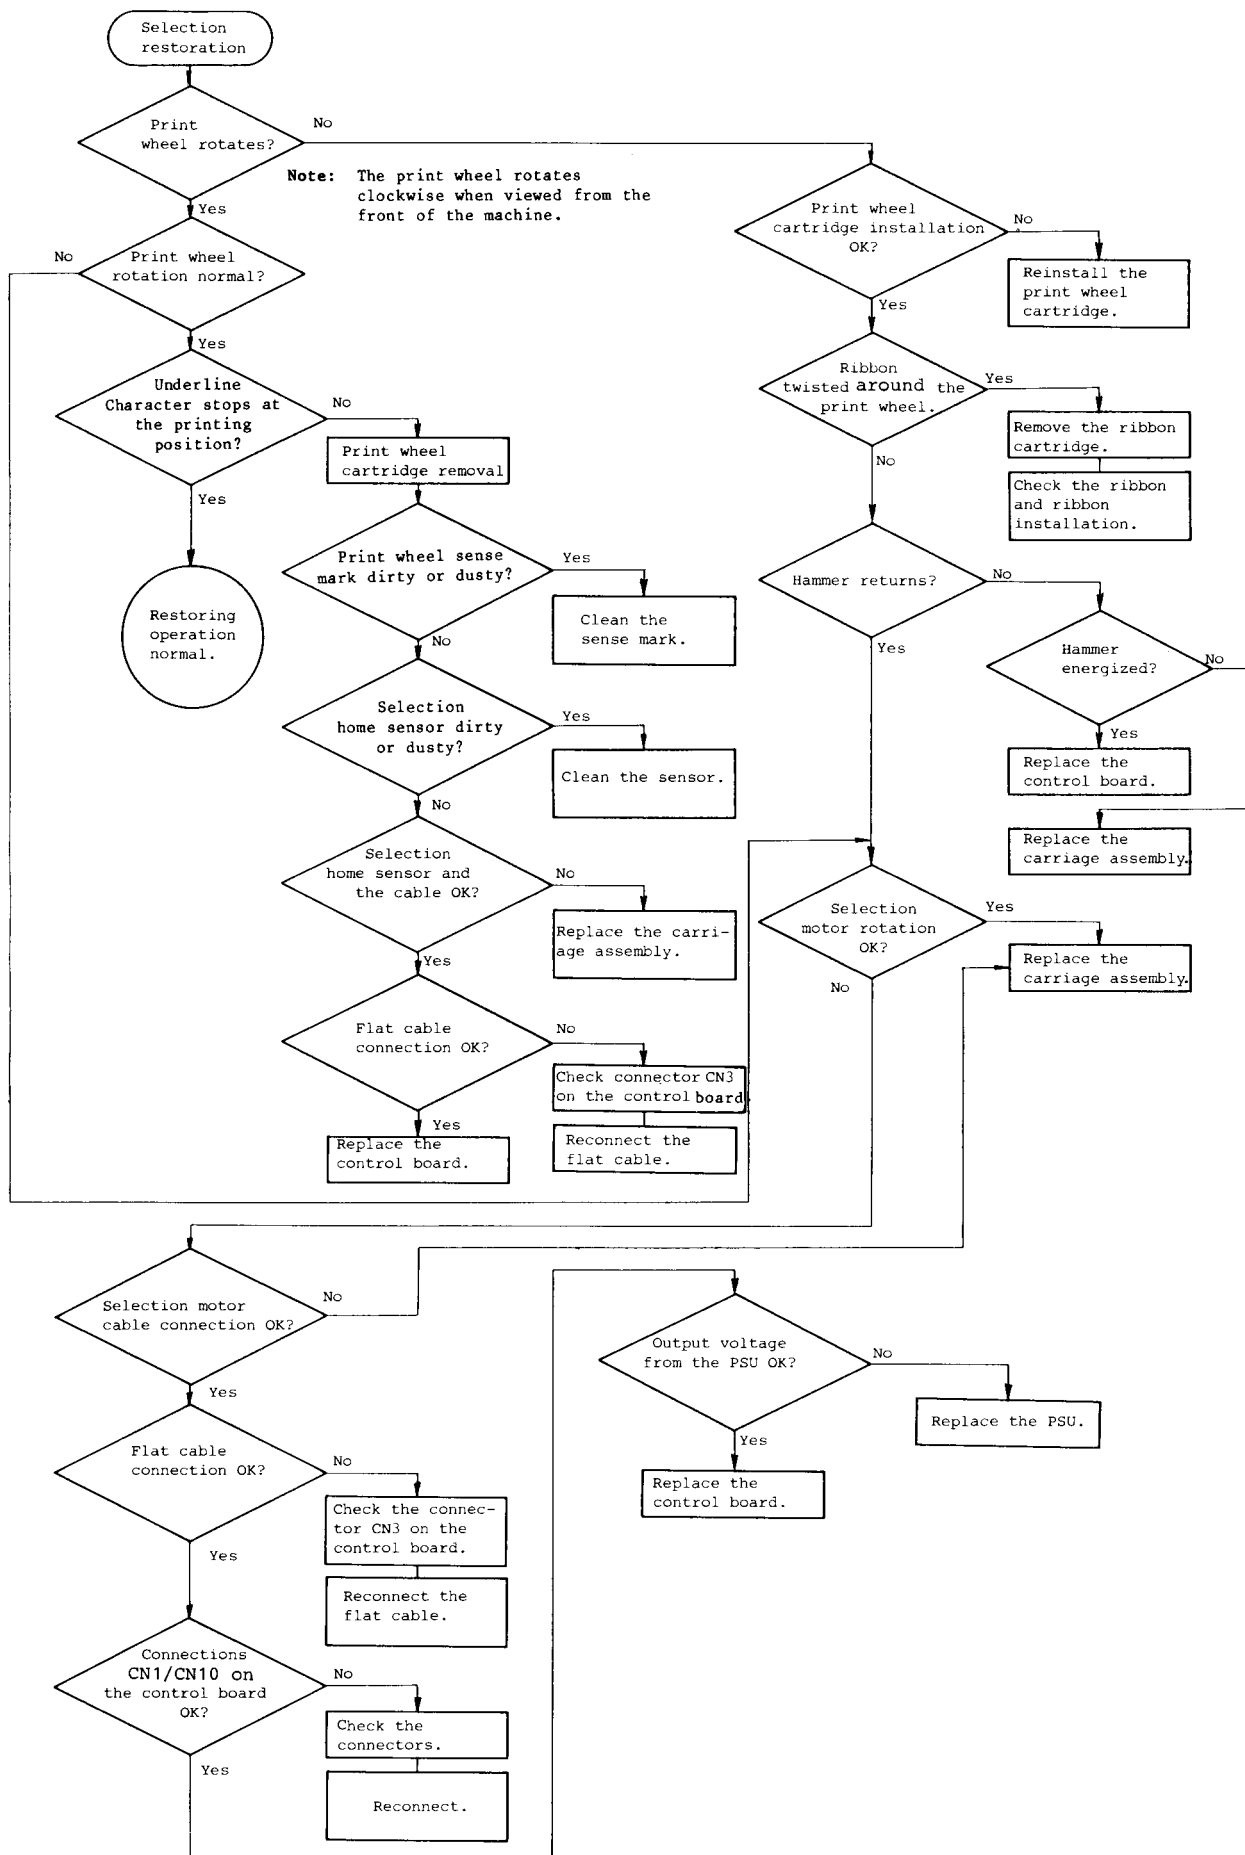 Selection
restoration
Print
wheel rotates?
No
Yes
Note: The print wheel rotates
clockwise when viewed from the
front of the machine.
Print wheel
cartridge installation
OK?
No
Reinstall the
print wheel
cartridge.
Yes
No
Print wheel
rotation normal?
Yes
Ribbon
twisted around the
print wheel.
Yes
Remove the ribbon
cartridge.
Check the ribbon
and ribbon
installation.
No
Underline
Character stops at
the printing
position?
No
Print wheel
cartridge removal
Yes
Restoring
operation
normal.
Print wheel sense
mark dirty or dusty?
Yes
Clean the
sense mark.
No
Hammer returns?
No
Yes
Hammer
energized?
No
Yes
Replace the
control board.
Replace the
carriage assembly.
Selection
home sensor dirty
or dusty?
Yes
Clean the sensor.
No
Selection
home sensor and
the cable OK?
No
Replace the carri-
age assembly.
Yes
Selection
motor rotation
OK?
Yes
Replace the
carriage assembly.
No
Flat cable
connection OK?
No
Check connector CN3
on the control board
Reconnect the
flat cable.
Yes
Replace the
control board.
Selection motor
cable connection OK?
No
Yes
Output voltage
from the PSU OK?
No
Replace the PSU.
Yes
Replace the
control board.
Flat cable
connection OK?
No
Check the connec-
tor CN3 on the
control board.
Reconnect the
flat cable.
Yes
Connections
CN1/CN10 on
the control board
OK?
No
Check the
connectors.
Reconnect.
Yes